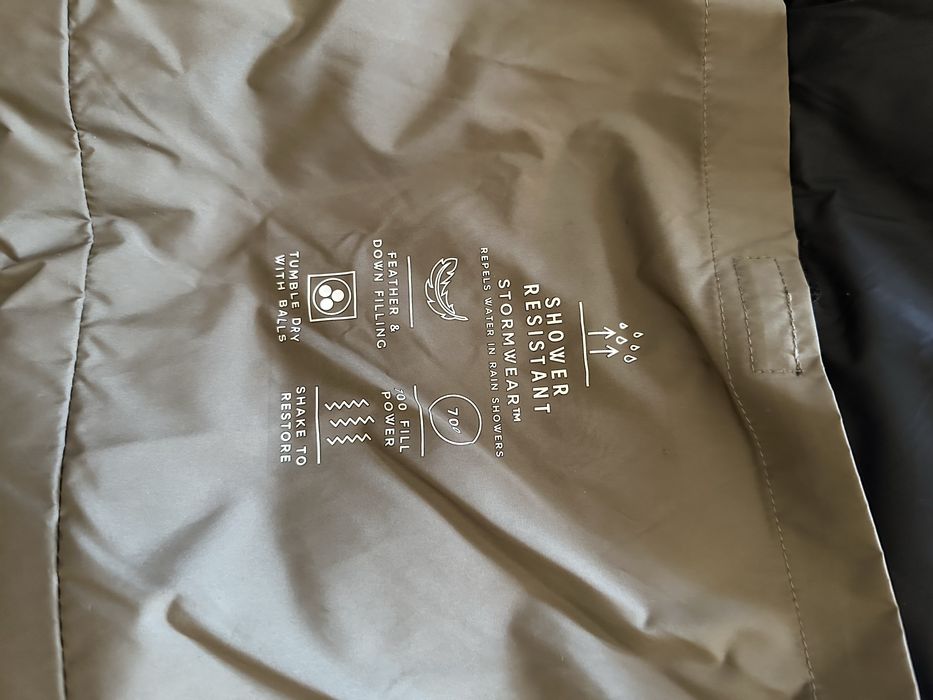 SHOWER
RESISTANT
STORMWEAR™
REPELS WATER IN RAIN SHOWERS
FEATHER &
DOWN FILLING
700
700 FILL
POWER
TUMBLE DRY
WITH BALLS
SHAKE TO
RESTORE